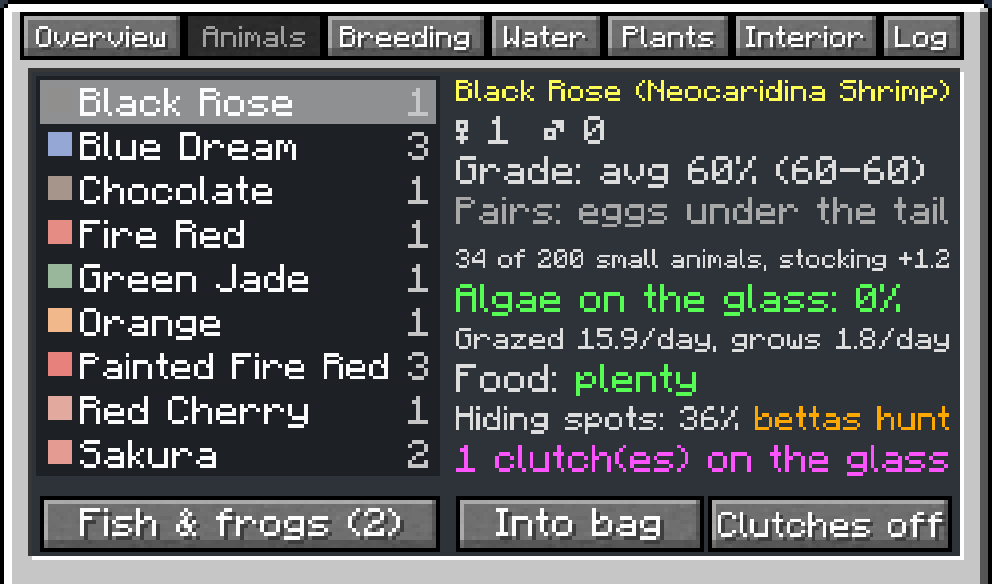 Overview Animals Breeding Water Plants Interior Log
Black Rose 1
Blue Dream 3
Chocolate 1
Fire Red 1
Green Jade 1
Orange 1
Painted Fire Red 3
Red Cherry 1
Sakura 2
Fish & frogs (2)
Black Rose (Neocaridina Shrimp)
♀ 1 ♂ 0
Grade: avg 60% (60-60)
Pairs: eggs under the tail
34 of 200 small animals, stocking +1.2
Algae on the glass: 0%
Grazed 15.9/day, grows 1.8/day
Food: plenty
Hiding spots: 36% bettas hunt
1 clutch(es) on the glass
Into bag Clutches off